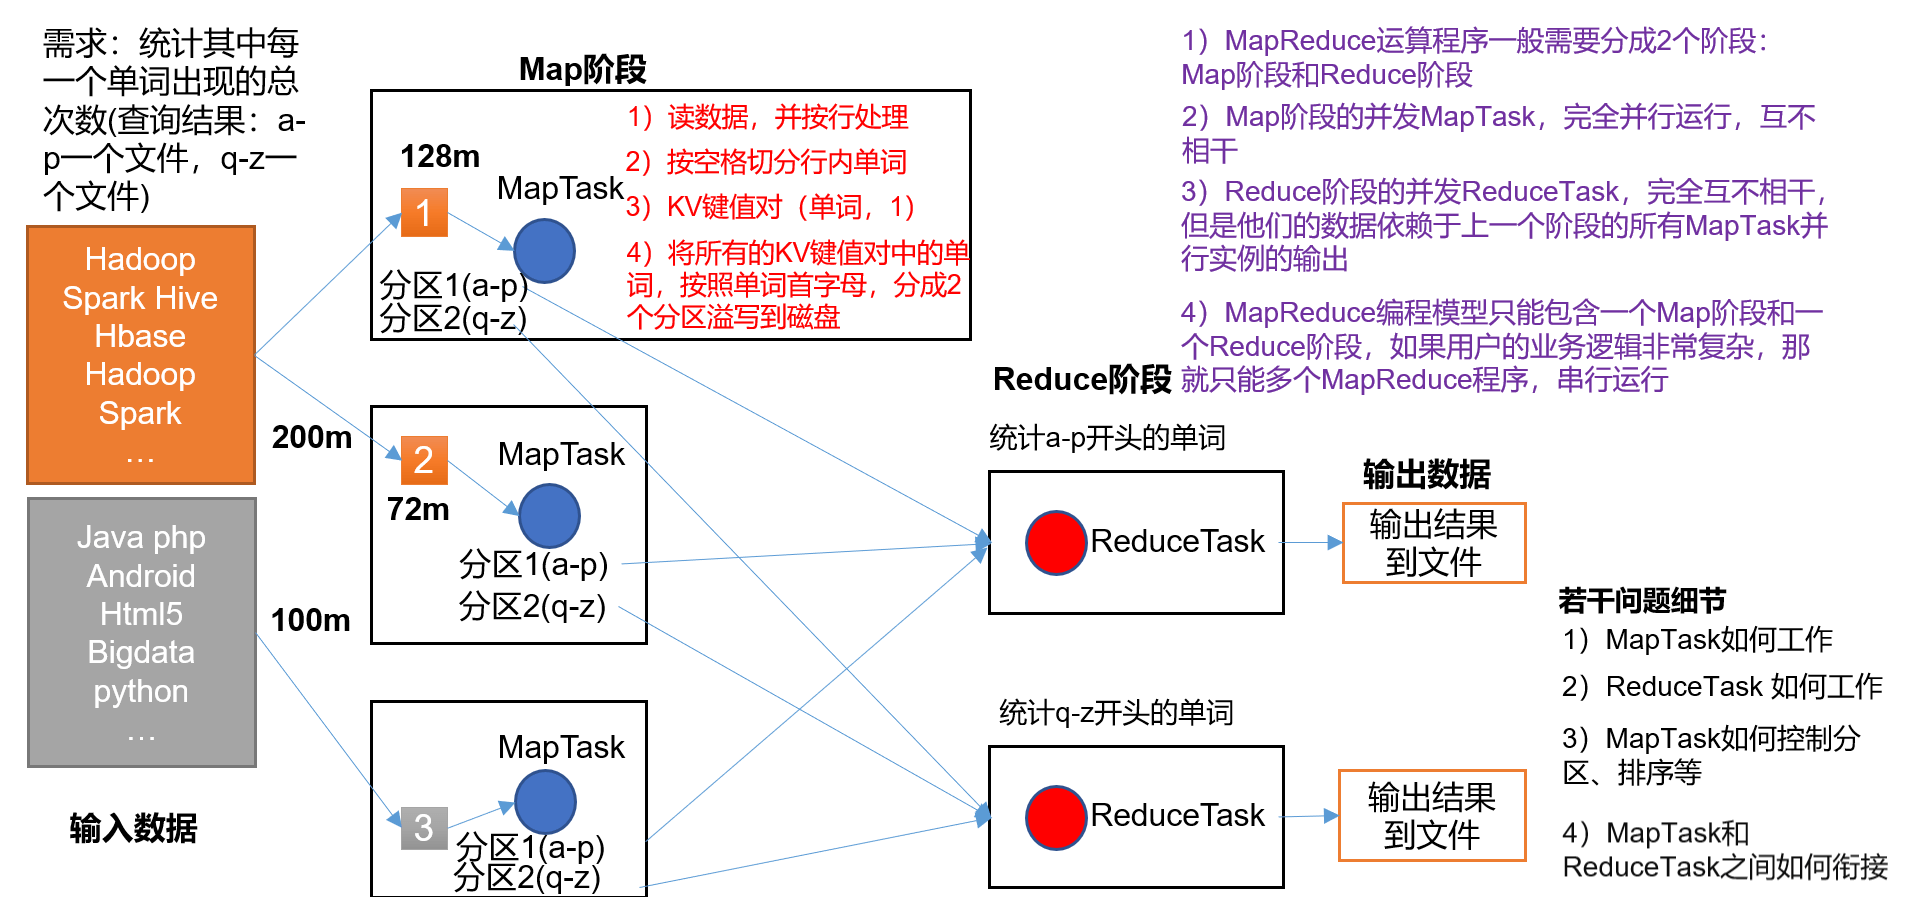 需求：统计其中每
一个单词出现的总
次数(查询结果：a-
p一个文件，q-z一
个文件)
Hadoop
Spark Hive
Hbase
Hadoop
Spark
…
Java php
Android
Html5
Bigdata
python
…
输入数据
200m
100m
Map阶段
128m
1
MapTask
分区1(a-p)
分区2(q-z)
1）读数据，并按行处理
2）按空格切分行内单词
3）KV键值对（单词，1）
4）将所有的KV键值对中的单
词，按照单词首字母，分成2
个分区溢写到磁盘
2
72m
MapTask
分区1(a-p)
分区2(q-z)
3
MapTask
分区1(a-p)
分区2(q-z)
Reduce阶段
统计a-p开头的单词
ReduceTask
统计q-z开头的单词
ReduceTask
输出数据
输出结果
到文件
输出结果
到文件
1）MapReduce运算程序一般需要分成2个阶段：
Map阶段和Reduce阶段
2）Map阶段的并发MapTask，完全并行运行，互不
相干
3）Reduce阶段的并发ReduceTask，完全互不相干，
但是他们的数据依赖于上一个阶段的所有MapTask并
行实例的输出
4）MapReduce编程模型只能包含一个Map阶段和一
个Reduce阶段，如果用户的业务逻辑非常复杂，那
就只能多个MapReduce程序，串行运行
若干问题细节
1）MapTask如何工作
2）ReduceTask 如何工作
3）MapTask如何控制分
区、排序等
4）MapTask和
ReduceTask之间如何衔接